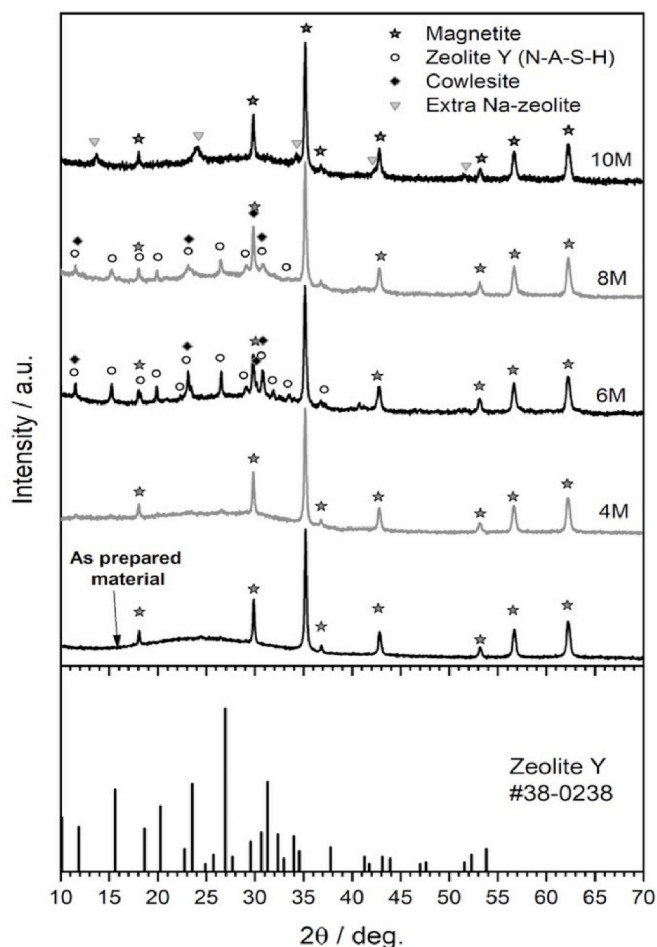 Magnetite
Zeolite Y (N-A-S-H)
Cowlesite
Extra Na-zeolite
10M
8M
6M
4M
As prepared
material
Intensity / a.u.
Zeolite Y
#38-0238
10 15 20 25 30 35 40 45 50 55 60 65 70
2θ / deg.